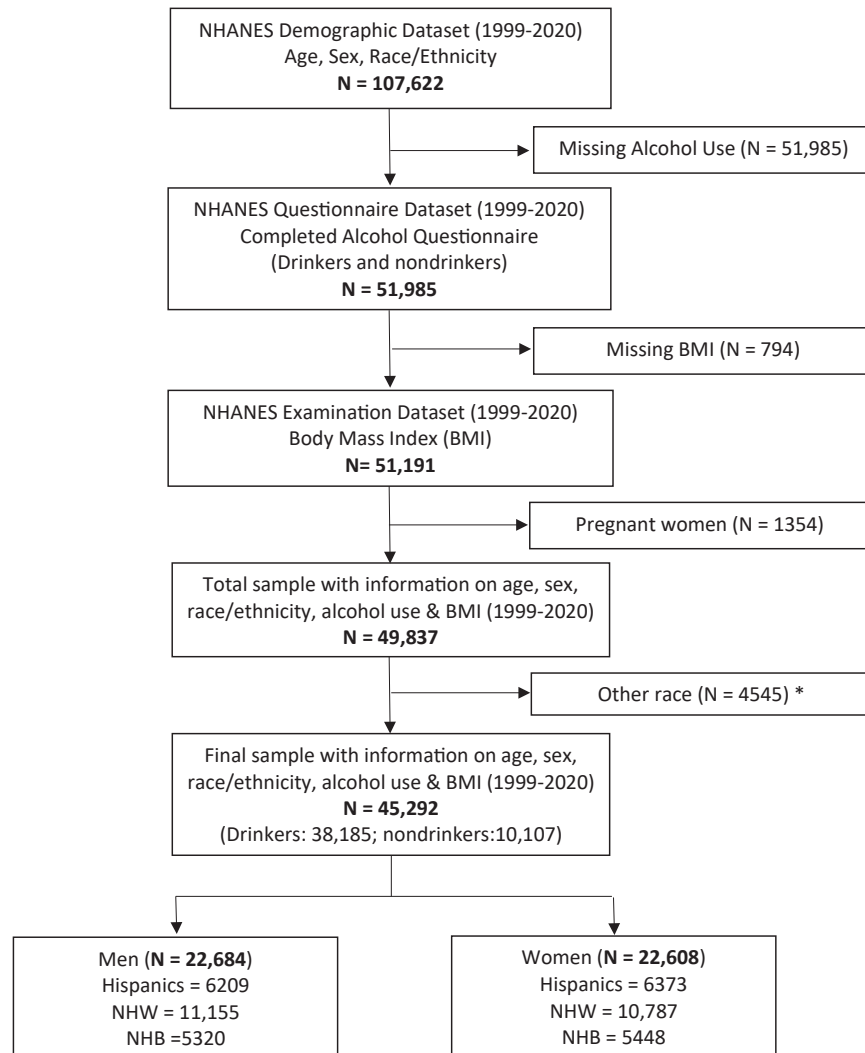 NHANES Demographic Dataset (1999-2020)
Age, Sex, Race/Ethnicity
N = 107,622
Missing Alcohol Use (N = 51,985)
NHANES Questionnaire Dataset (1999-2020)
Completed Alcohol Questionnaire
(Drinkers and nondrinkers)
N = 51,985
Missing BMI (N = 794)
NHANES Examination Dataset (1999-2020)
Body Mass Index (BMI)
N= 51,191
Pregnant women (N = 1354)
Total sample with information on age, sex,
race/ethnicity, alcohol use & BMI (1999-2020)
N = 49,837
Other race (N = 4545) *
Final sample with information on age, sex,
race/ethnicity, alcohol use & BMI (1999-2020)
N = 45,292
(Drinkers: 38,185; nondrinkers:10,107)
Men (N = 22,684)
Hispanics = 6209
NHW = 11,155
NHB =5320
Women (N = 22,608)
Hispanics = 6373
NHW = 10,787
NHB = 5448